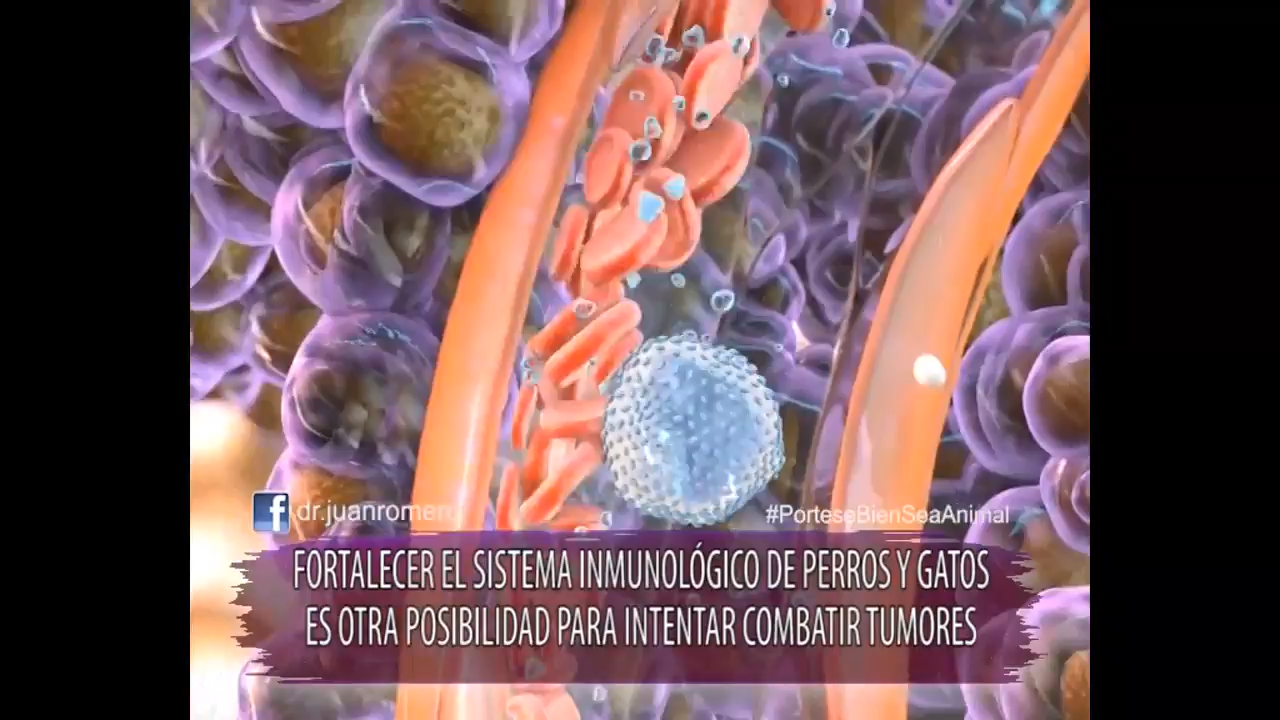 dr.juanromero
#PorteseBienSeaAnimal
FORTALECER EL SISTEMA INMUNOLÓGICO DE PERROS Y GATOS
ES OTRA POSIBILIDAD PARA INTENTAR COMBATIR TUMORES